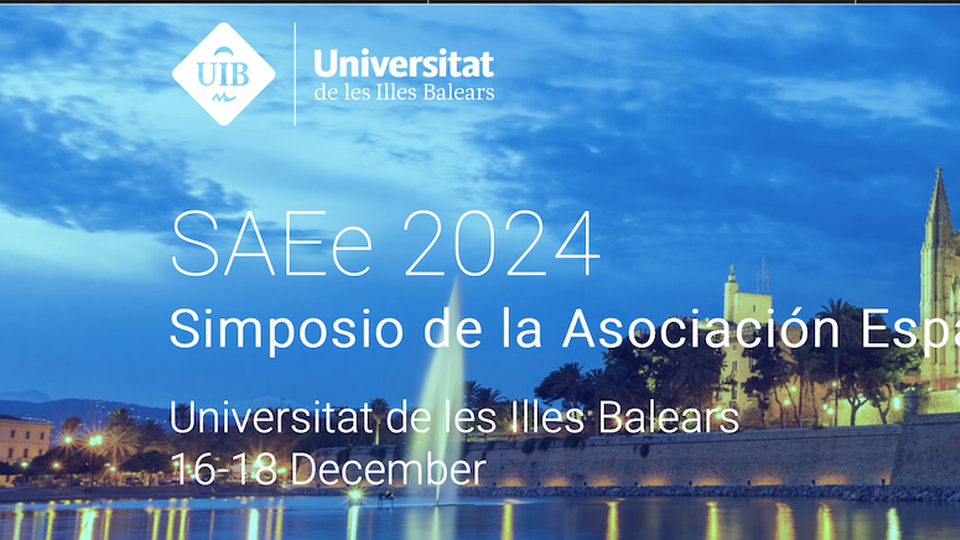 UIB
Universitat
de les Illes Balears
SAEe 2024
Simposio de la Asociación Espa
Universitat de les Illes Balears
16-18 December